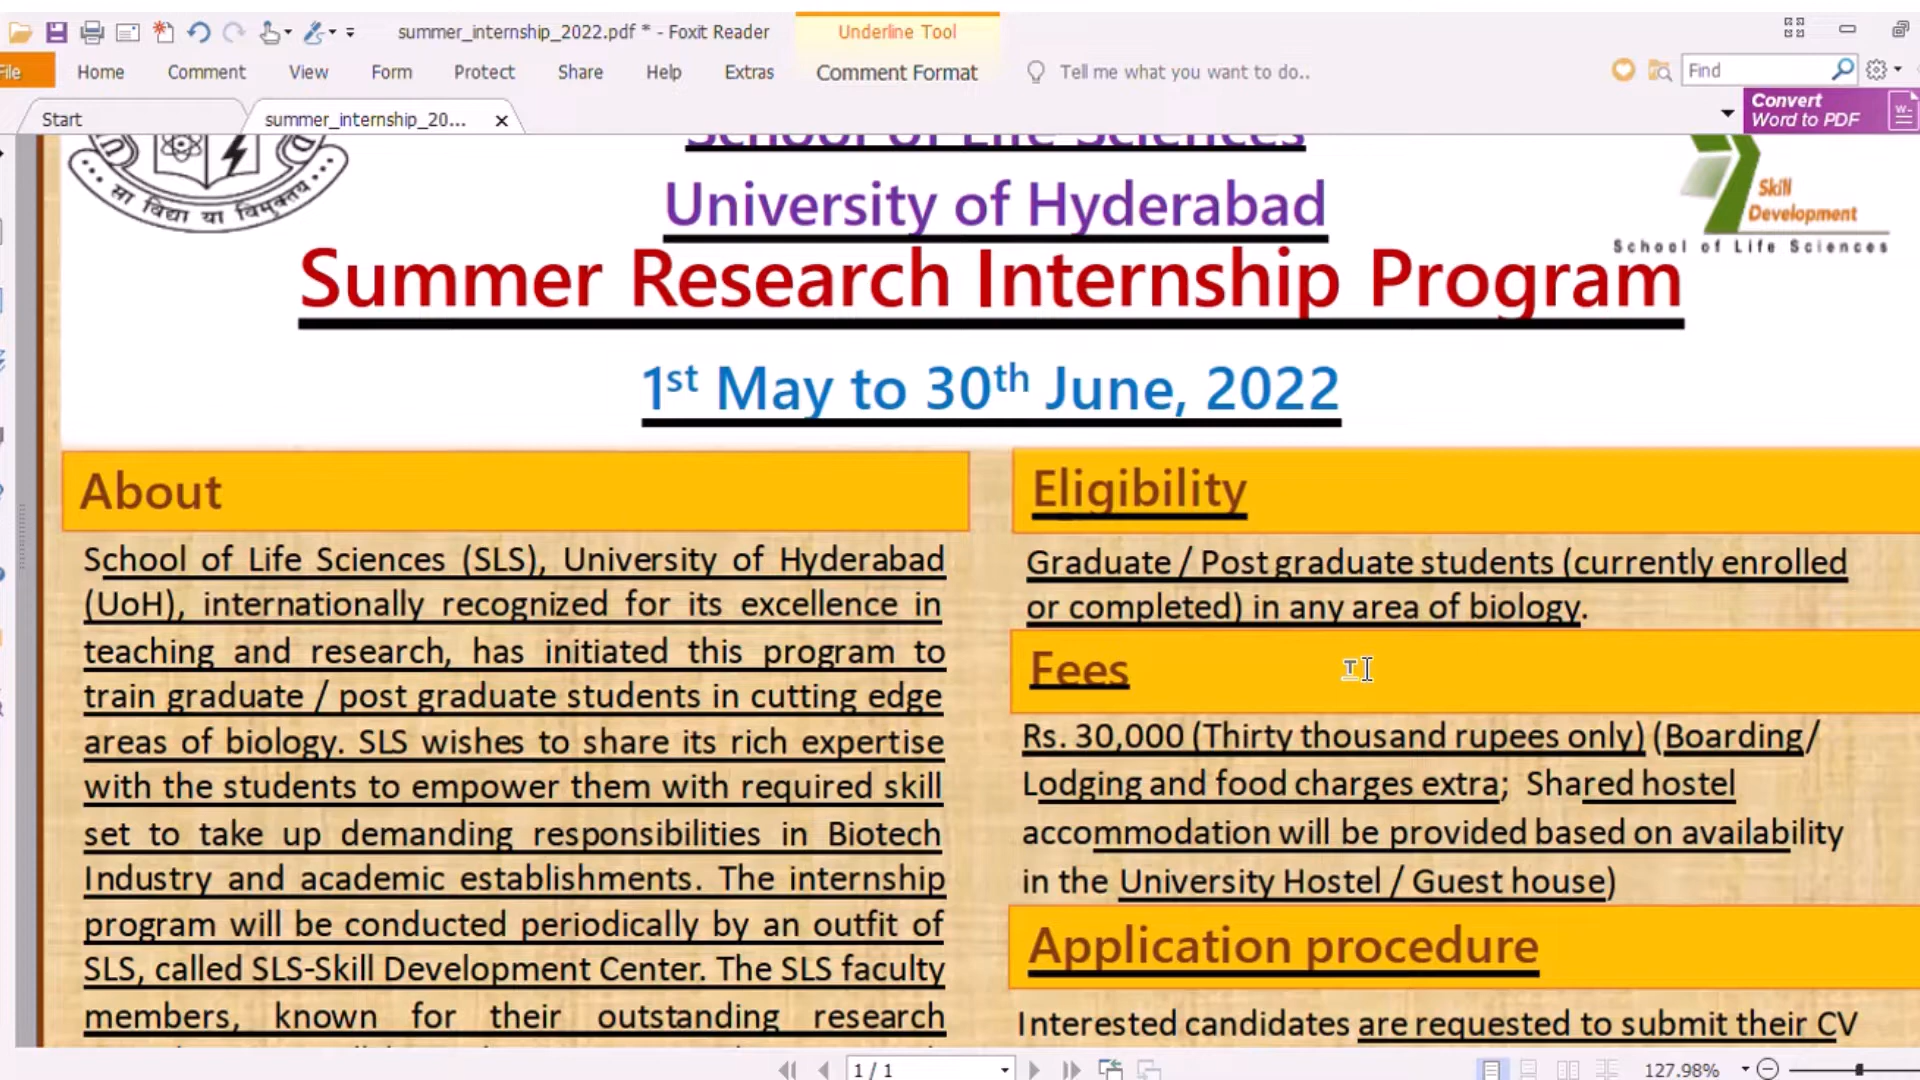 summer_internship_2022.pdf * - Foxit Reader
Underline Tool
File
Home
Comment
View
Form
Protect
Share
Help
Extras
Comment Format
Tell me what you want to do..
Find
Start
summer_internship_20...
Convert
Word to PDF
School of Life Sciences
University of Hyderabad
सा विद्या या विमुक्तये
Skill
Development
School of Life Sciences
Summer Research Internship Program
1st May to 30th June, 2022
About
School of Life Sciences (SLS), University of Hyderabad
(UoH), internationally recognized for its excellence in
teaching and research, has initiated this program to
train graduate / post graduate students in cutting edge
areas of biology. SLS wishes to share its rich expertise
with the students to empower them with required skill
set to take up demanding responsibilities in Biotech
Industry and academic establishments. The internship
program will be conducted periodically by an outfit of
SLS, called SLS-Skill Development Center. The SLS faculty
members, known for their outstanding research
Eligibility
Graduate / Post graduate students (currently enrolled
or completed) in any area of biology.
Fees
Rs. 30,000 (Thirty thousand rupees only) (Boarding/
Lodging and food charges extra; Shared hostel
accommodation will be provided based on availability
in the University Hostel / Guest house)
Application procedure
Interested candidates are requested to submit their CV
1 / 1
127.98%